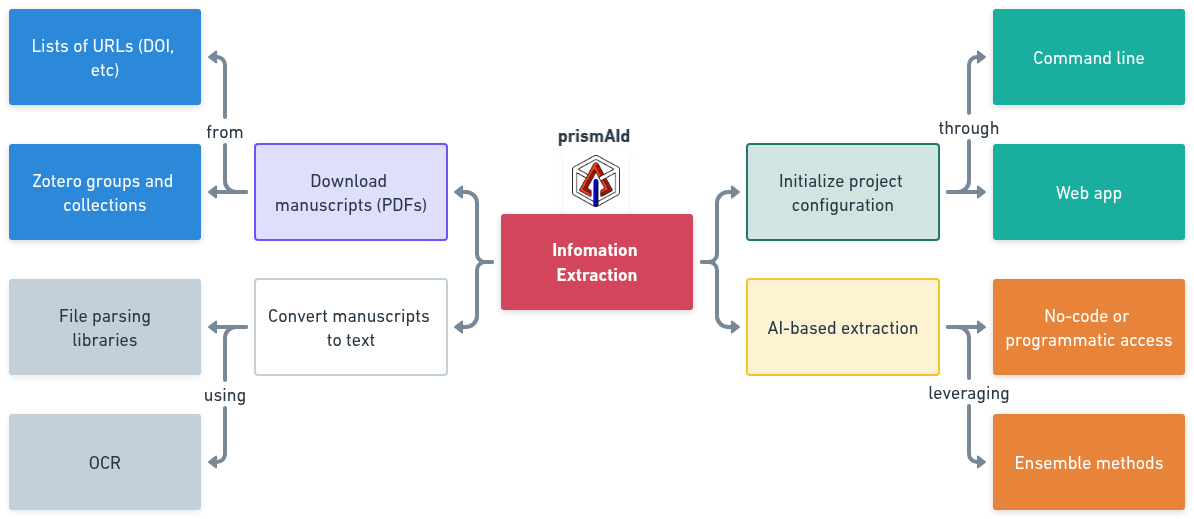 prismAId
Infomation
Extraction
Download
manuscripts (PDFs)
from
Lists of URLs (DOI,
etc)
Zotero groups and
collections
Convert manuscripts
to text
using
File parsing
libraries
OCR
Initialize project
configuration
through
Command line
Web app
AI-based extraction
leveraging
No-code or
programmatic access
Ensemble methods